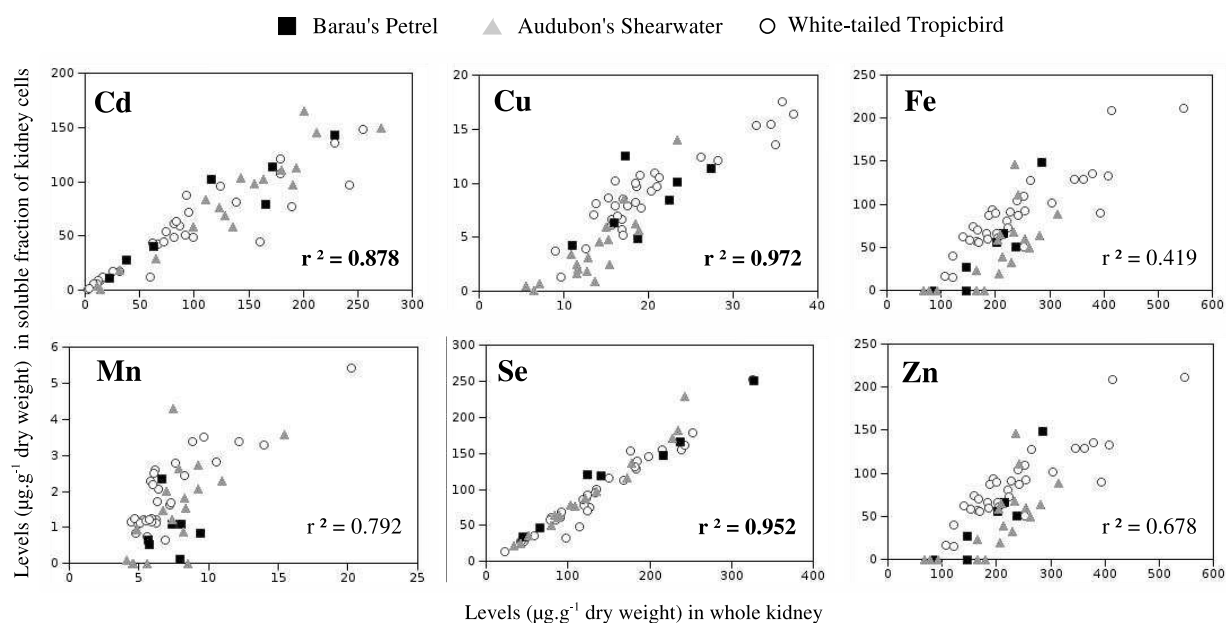 Barau's Petrel Audubon's Shearwater White-tailed Tropicbird
Levels (µg.g⁻¹ dry weight) in soluble fraction of kidney cells
Cd
200
150
100
50
0
0 50 100 150 200 250 300
r ² = 0.878
Cu
20
15
10
5
0
0 10 20 30 40
r ² = 0.972
Fe
250
200
150
100
50
0
0 100 200 300 400 500 600
r ² = 0.419
Mn
6
5
4
3
2
1
0
0 5 10 15 20 25
r ² = 0.792
Se
300
250
200
150
100
50
0
0 100 200 300 400
r ² = 0.952
Zn
250
200
150
100
50
0
0 100 200 300 400 500 600
r ² = 0.678
Levels (µg.g⁻¹ dry weight) in whole kidney